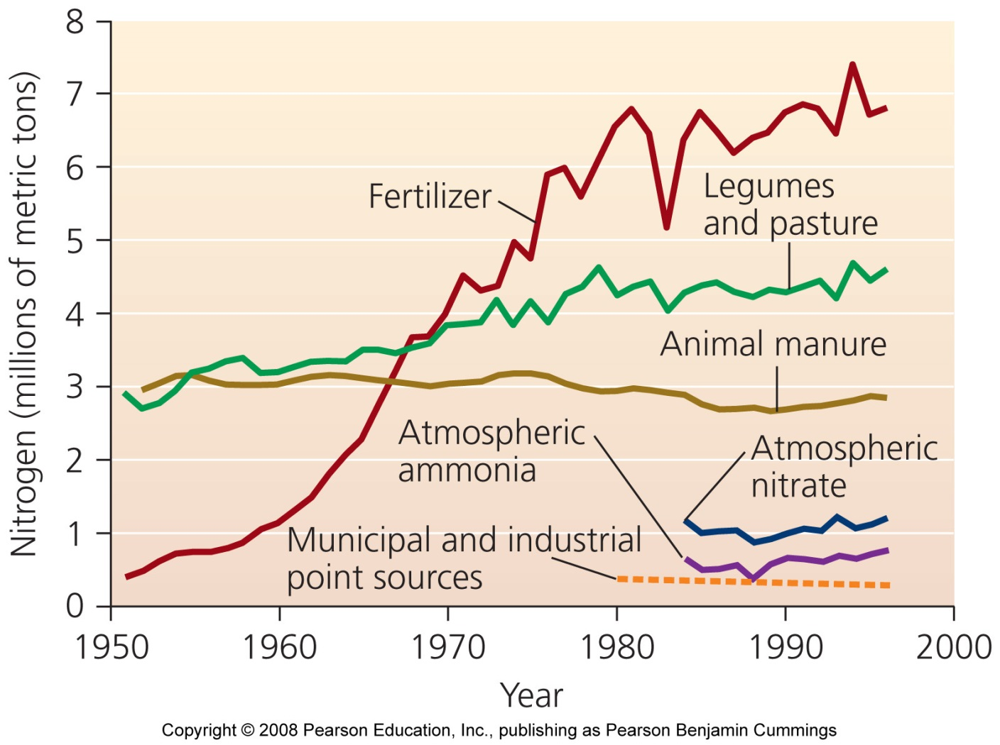 Nitrogen (millions of metric tons)
8
7
6
5
4
3
2
1
0
Fertilizer
Legumes
and pasture
Animal manure
Atmospheric
ammonia
Atmospheric
nitrate
Municipal and industrial
point sources
1950 1960 1970 1980 1990 2000
Year
Copyright © 2008 Pearson Education, Inc., publishing as Pearson Benjamin Cummings